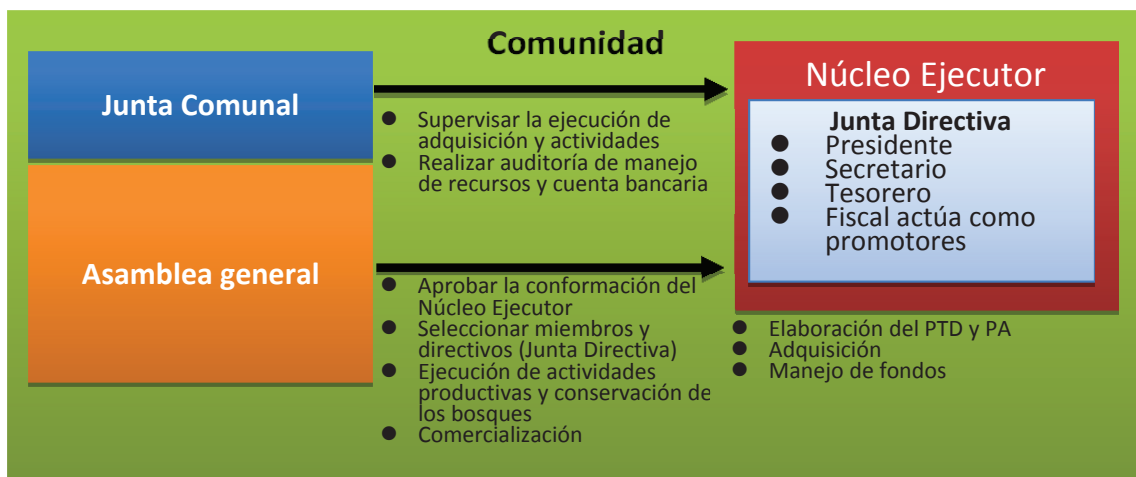 Comunidad
Junta Comunal
Supervisar la ejecución de
adquisición y actividades
Realizar auditoría de manejo
de recursos y cuenta bancaria
Asamblea general
Aprobar la conformación del
Núcleo Ejecutor
Seleccionar miembros y
directivos (Junta Directiva)
Ejecución de actividades
productivas y conservación de
los bosques
Comercialización
Núcleo Ejecutor
Junta Directiva
Presidente
Secretario
Tesorero
Fiscal actúa como
promotores
Elaboración del PTD y PA
Adquisición
Manejo de fondos